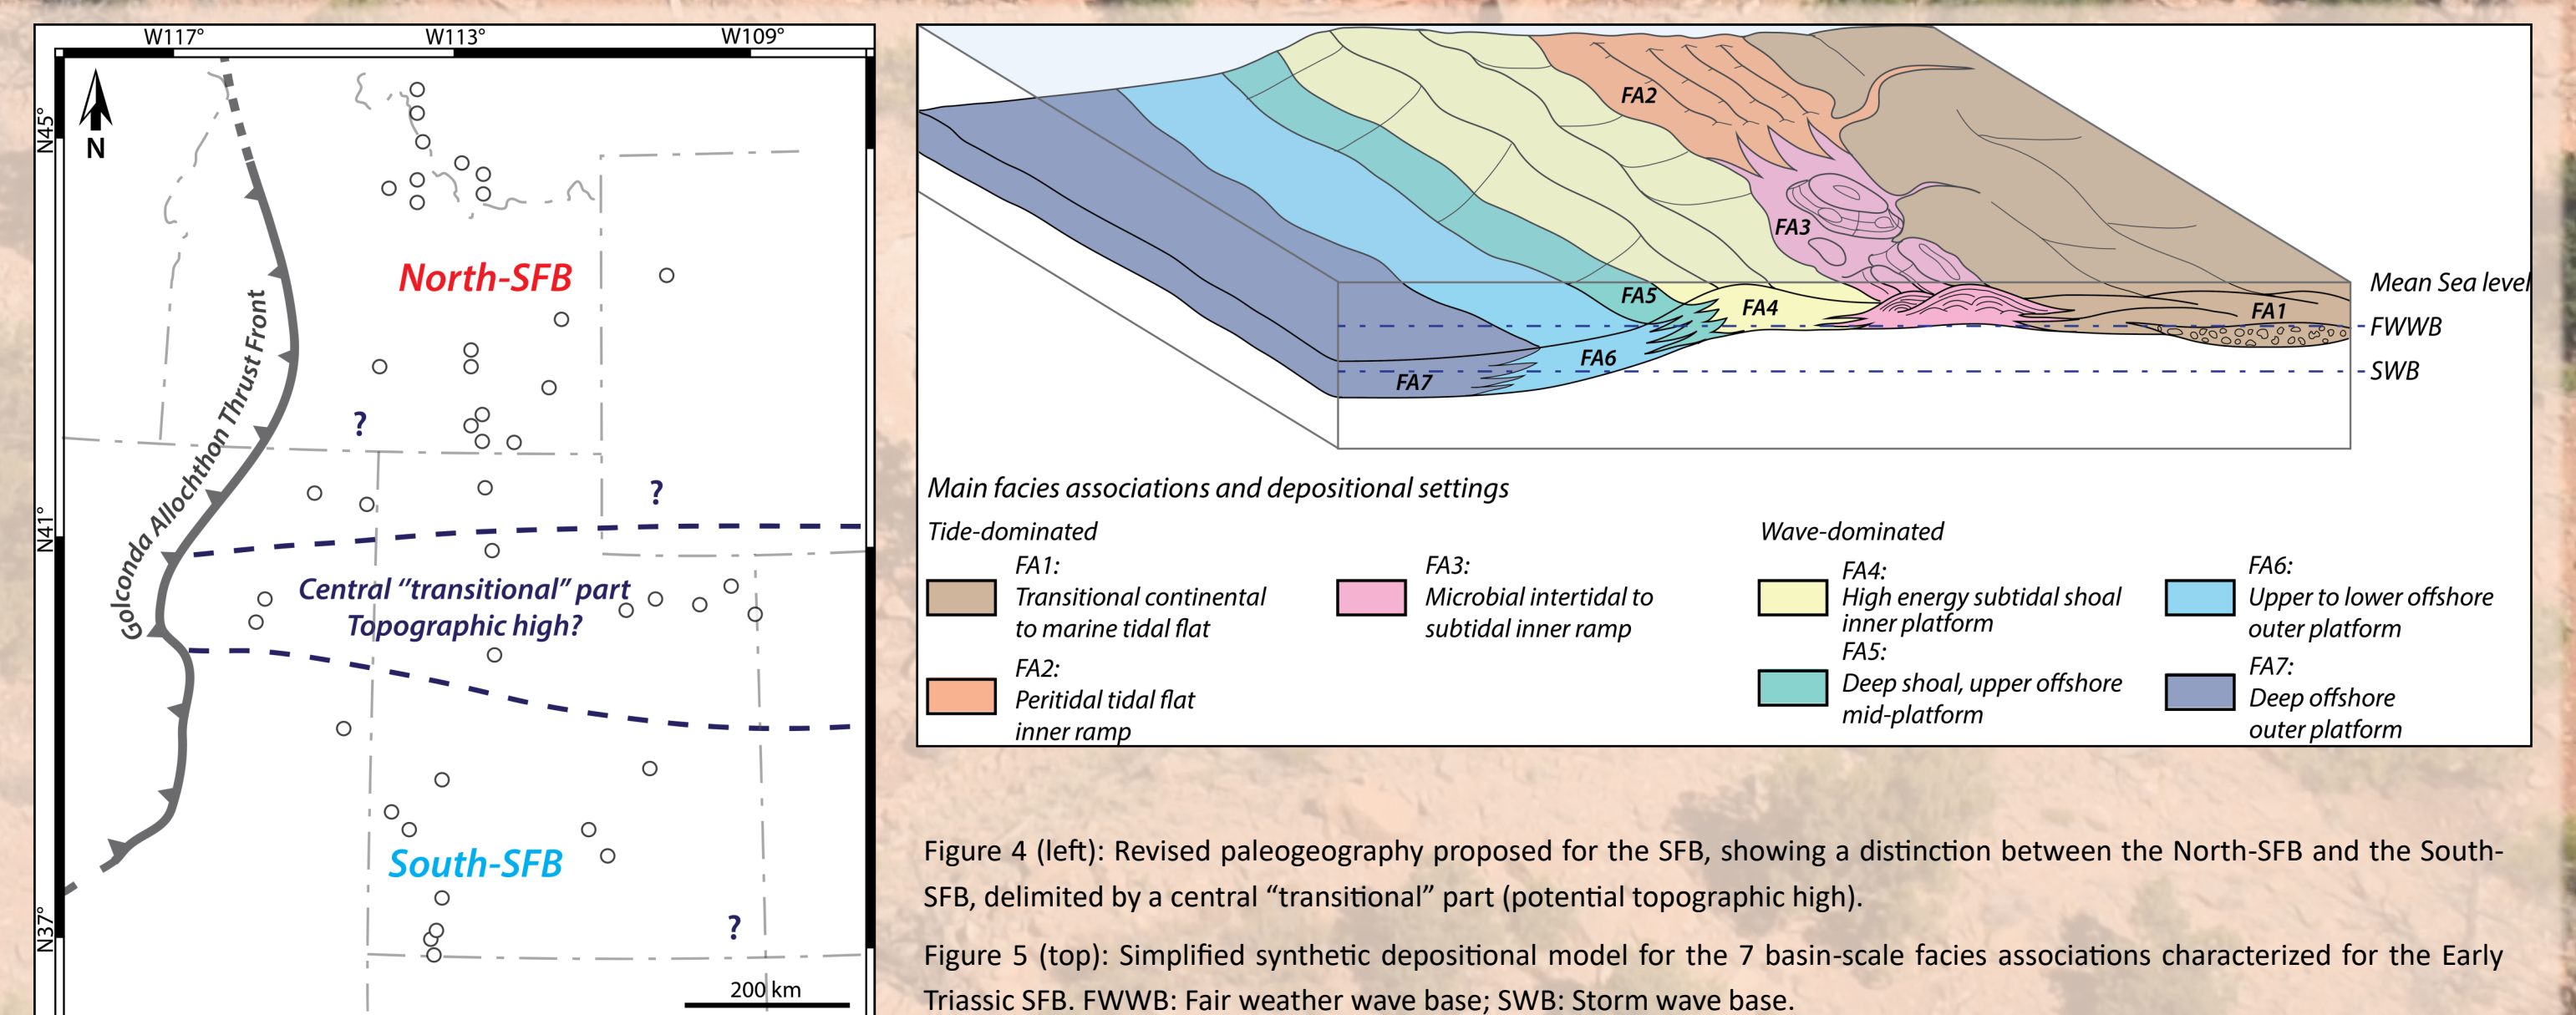 W117°
W113°
W109°
N45°
N
North-SFB
Golconda Allochthon Thrust Front
?
?
N41°
Central “transitional” part
Topographic high?
South-SFB
?
N37°
200 km
FA2
FA3
FA5
FA4
FA1
FA6
FA7
Mean Sea level
FWWB
SWB
Main facies associations and depositional settings
Tide-dominated
FA1:
Transitional continental
to marine tidal flat
FA2:
Peritidal tidal flat
inner ramp
FA3:
Microbial intertidal to
subtidal inner ramp
Wave-dominated
FA4:
High energy subtidal shoal
inner platform
FA5:
Deep shoal, upper offshore
mid-platform
FA6:
Upper to lower offshore
outer platform
FA7:
Deep offshore
outer platform
Figure 4 (left): Revised paleogeography proposed for the SFB, showing a distinction between the North-SFB and the South-
SFB, delimited by a central “transitional” part (potential topographic high).
Figure 5 (top): Simplified synthetic depositional model for the 7 basin-scale facies associations characterized for the Early
Triassic SFB. FWWB: Fair weather wave base; SWB: Storm wave base.